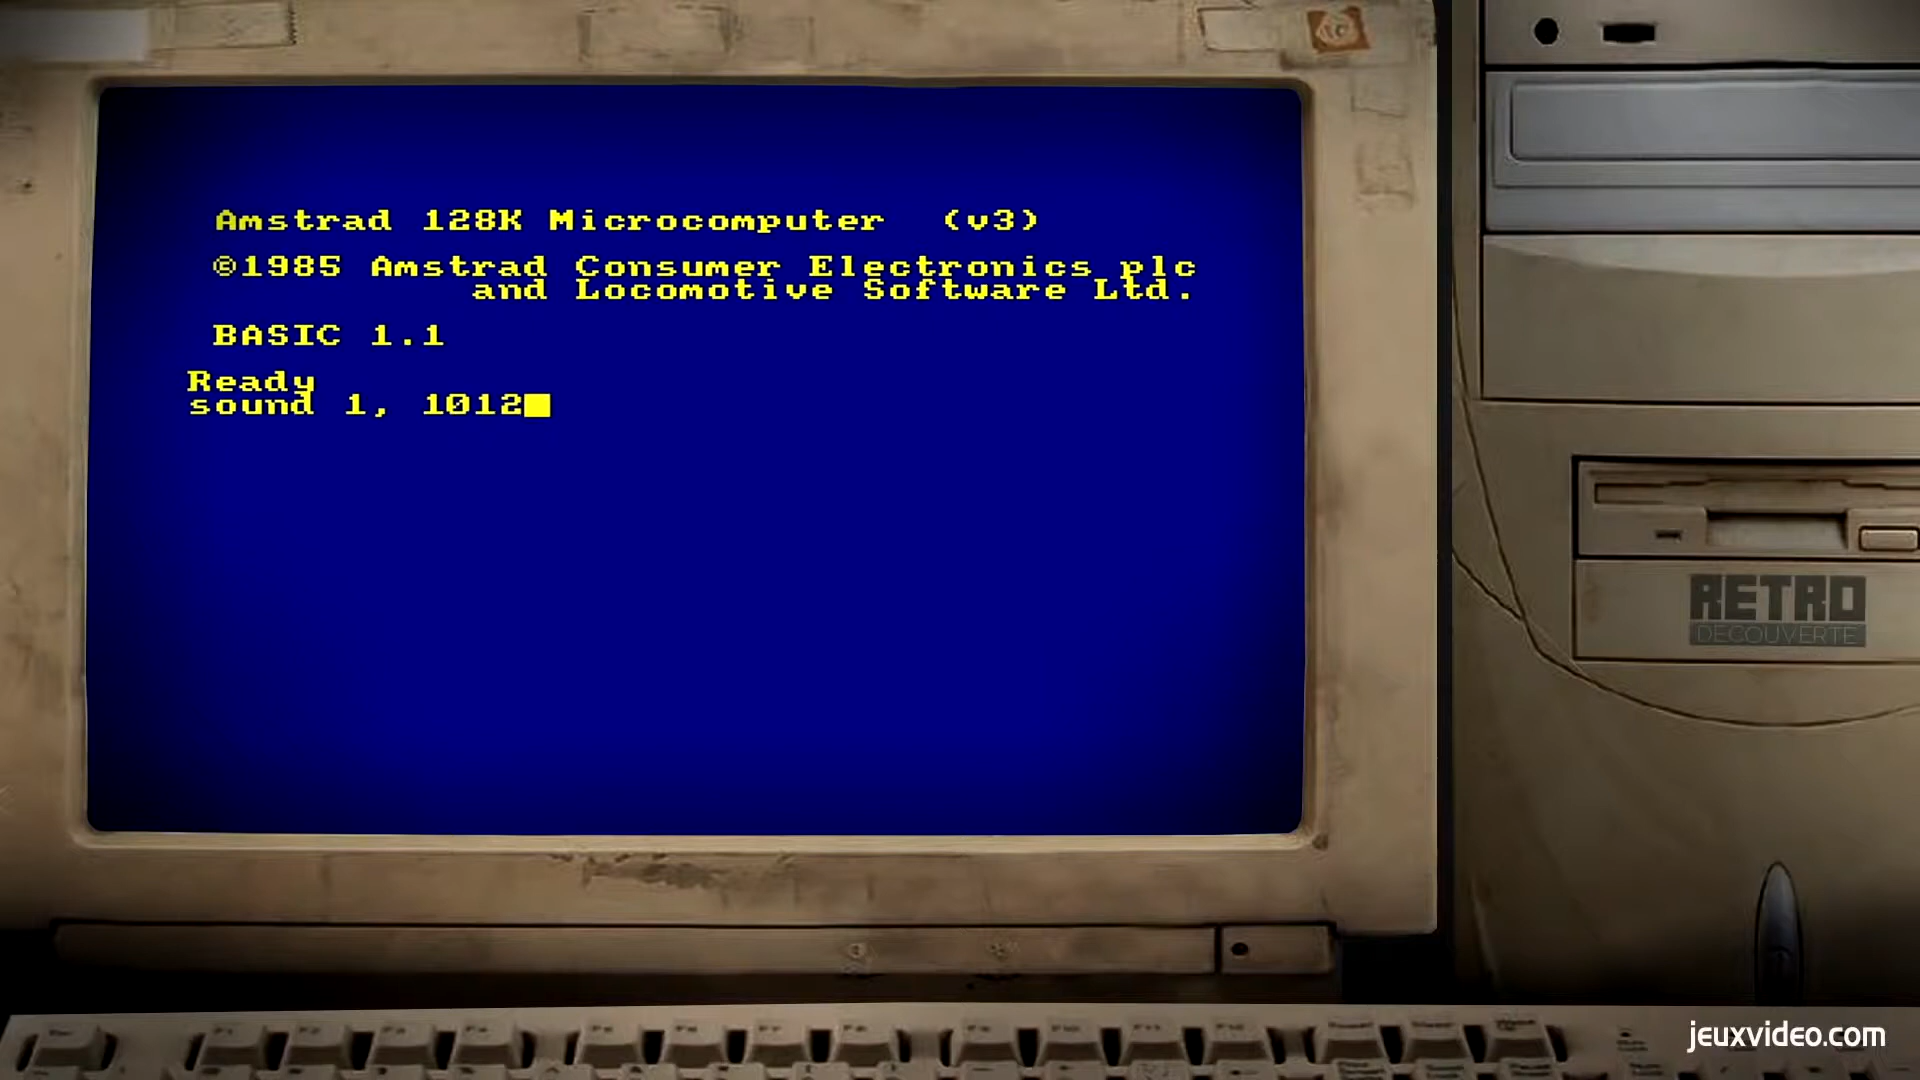 Amstrad 128K Microcomputer (v3)
©1985 Amstrad Consumer Electronics plc
and Locomotive Software Ltd.
BASIC 1.1
Ready
sound 1, 1012
RETRO
DECOUVERTE
jeuxvideo.com